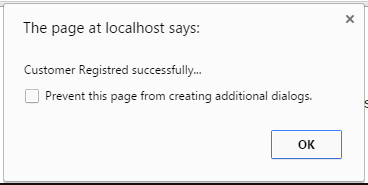 The page at localhost says:
Customer Registred successfully...
Prevent this page from creating additional dialogs.
OK